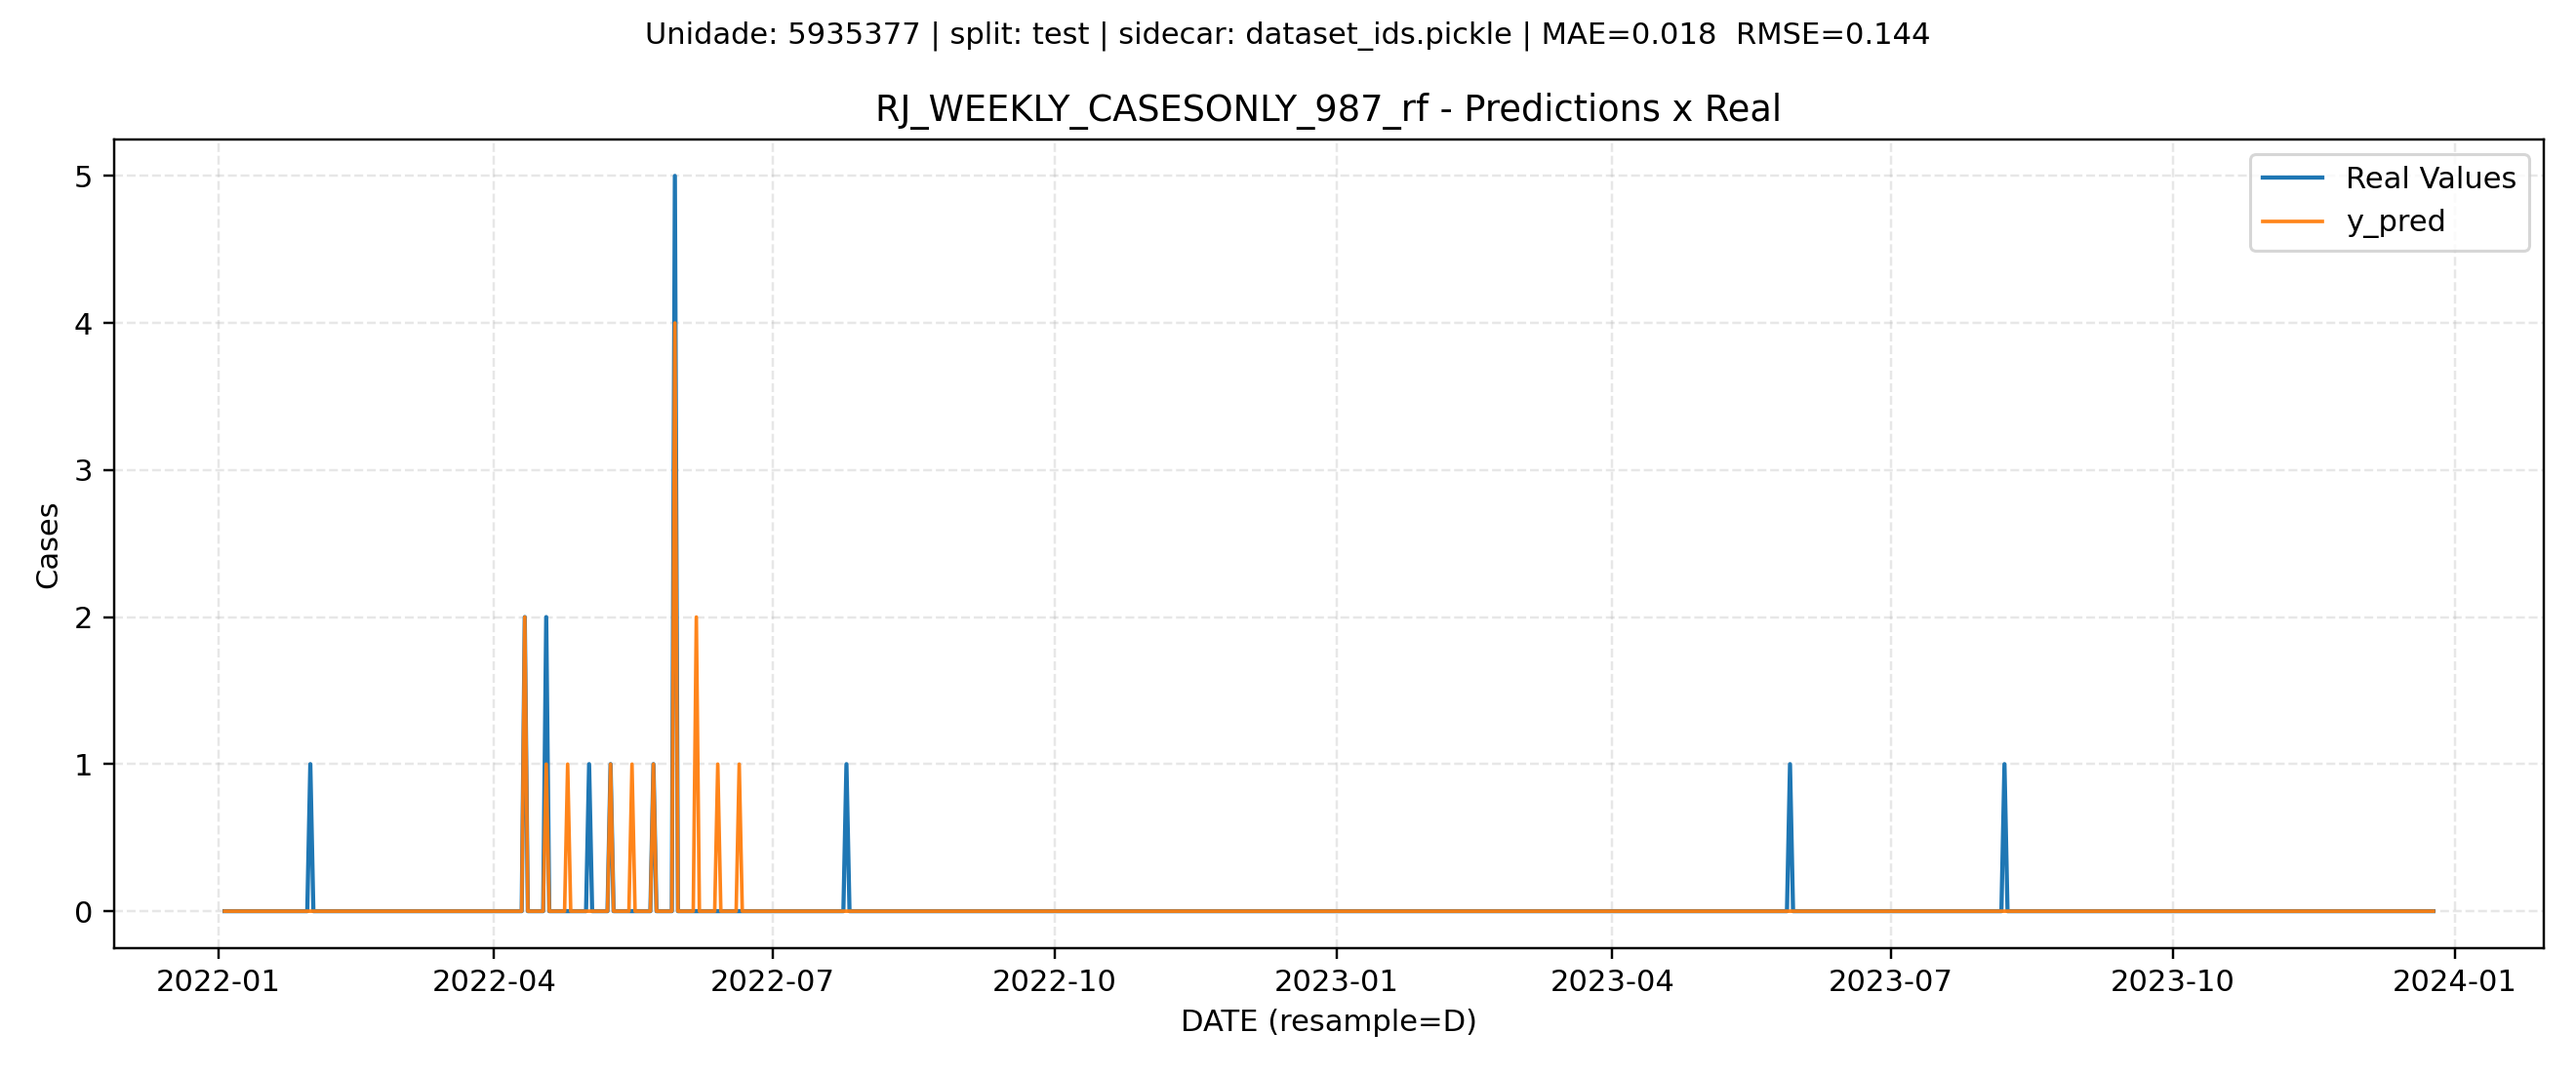 Unidade: 5935377 | split: test | sidecar: dataset_ids.pickle | MAE=0.018  RMSE=0.144
RJ_WEEKLY_CASESONLY_987_rf - Predictions x Real
Real Values
y_pred
5
4
3
2
1
0
Cases
2022-01
2022-04
2022-07
2022-10
2023-01
2023-04
2023-07
2023-10
2024-01
DATE (resample=D)